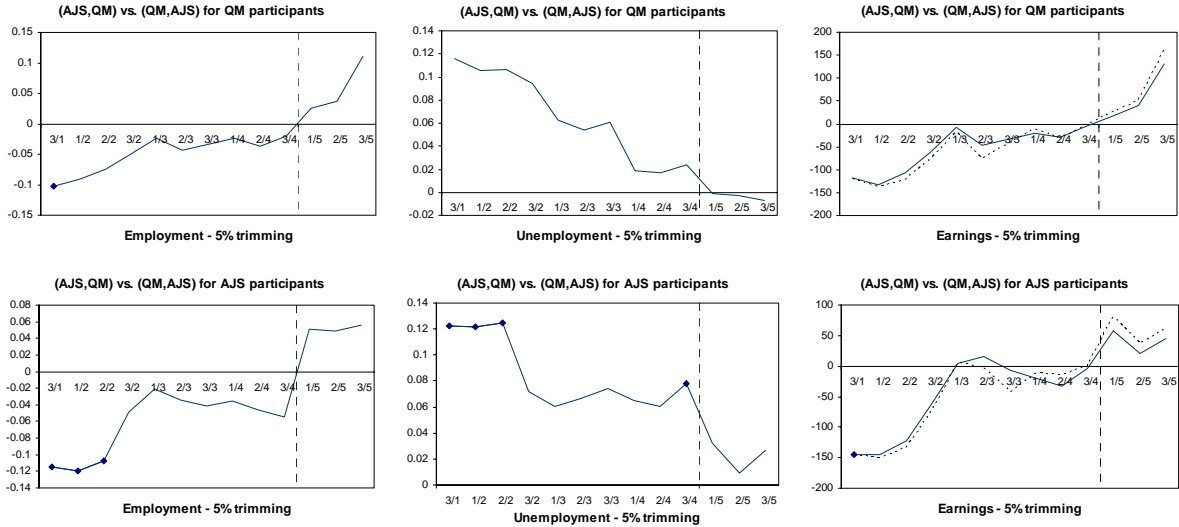 (AJS,QM) vs. (QM,AJS) for QM participants
0.15
0.1
0.05
0
-0.05
-0.1
-0.15
3/1 1/2 2/2 3/2 1/3 2/3 3/3 1/4 2/4 3/4 1/5 2/5 3/5
Employment - 5% trimming
(AJS,QM) vs. (QM,AJS) for QM participants
0.14
0.12
0.1
0.08
0.06
0.04
0.02
0
-0.02
3/1 1/2 2/2 3/2 1/3 2/3 3/3 1/4 2/4 3/4 1/5 2/5 3/5
Unemployment - 5% trimming
(AJS,QM) vs. (QM,AJS) for QM participants
200
150
100
50
0
-50
-100
-150
-200
3/1 1/2 2/2 3/2 1/3 2/3 3/3 1/4 2/4 3/4 1/5 2/5 3/5
Earnings - 5% trimming
(AJS,QM) vs. (QM,AJS) for AJS participants
0.08
0.06
0.04
0.02
0
-0.02
-0.04
-0.06
-0.08
-0.1
-0.12
-0.14
3/1 1/2 2/2 3/2 1/3 2/3 3/3 1/4 2/4 3/4 1/5 2/5 3/5
Employment - 5% trimming
(AJS,QM) vs. (QM,AJS) for AJS participants
0.14
0.12
0.1
0.08
0.06
0.04
0.02
0
3/1 1/2 2/2 3/2 1/3 2/3 3/3 1/4 2/4 3/4 1/5 2/5 3/5
Unemployment - 5% trimming
(AJS,QM) vs. (QM,AJS) for AJS participants
100
50
0
-50
-100
-150
-200
3/1 1/2 2/2 3/2 1/3 2/3 3/3 1/4 2/4 3/4 1/5 2/5 3/5
Earnings - 5% trimming